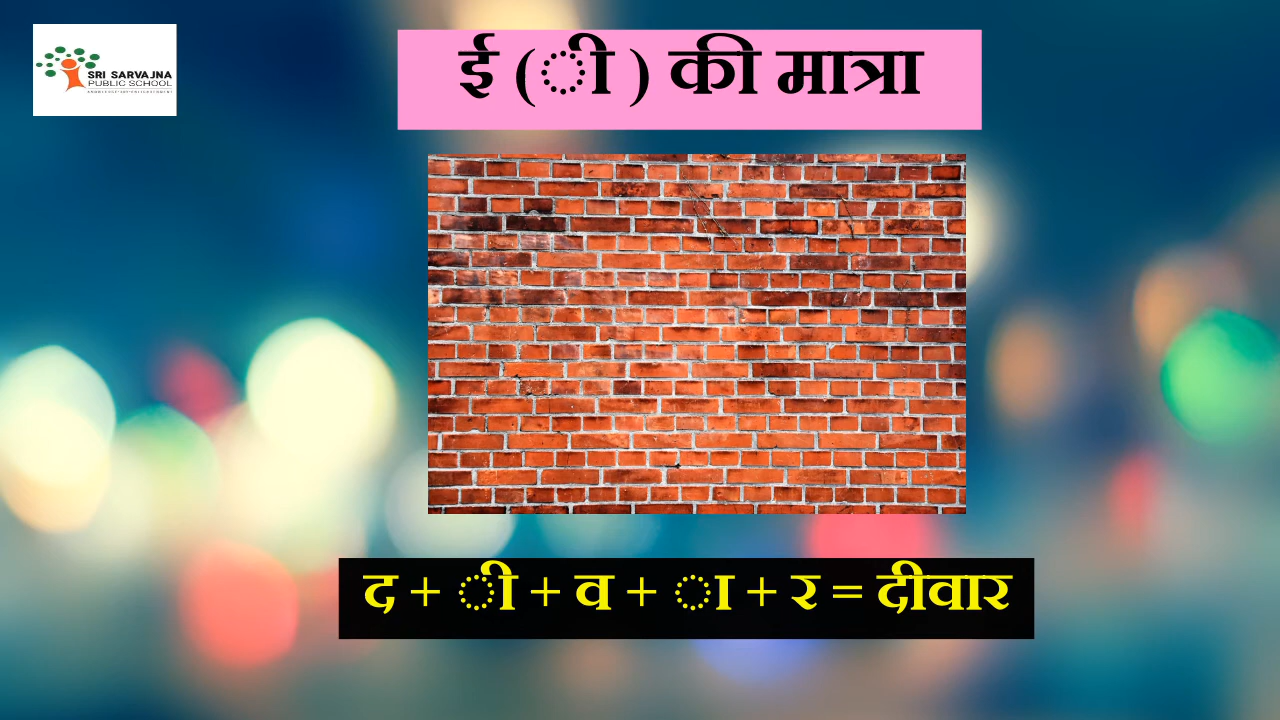 SRI SARVAJNA
PUBLIC SCHOOL
ई (ी ) की मात्रा
द + ी + व + ा + र = दीवार